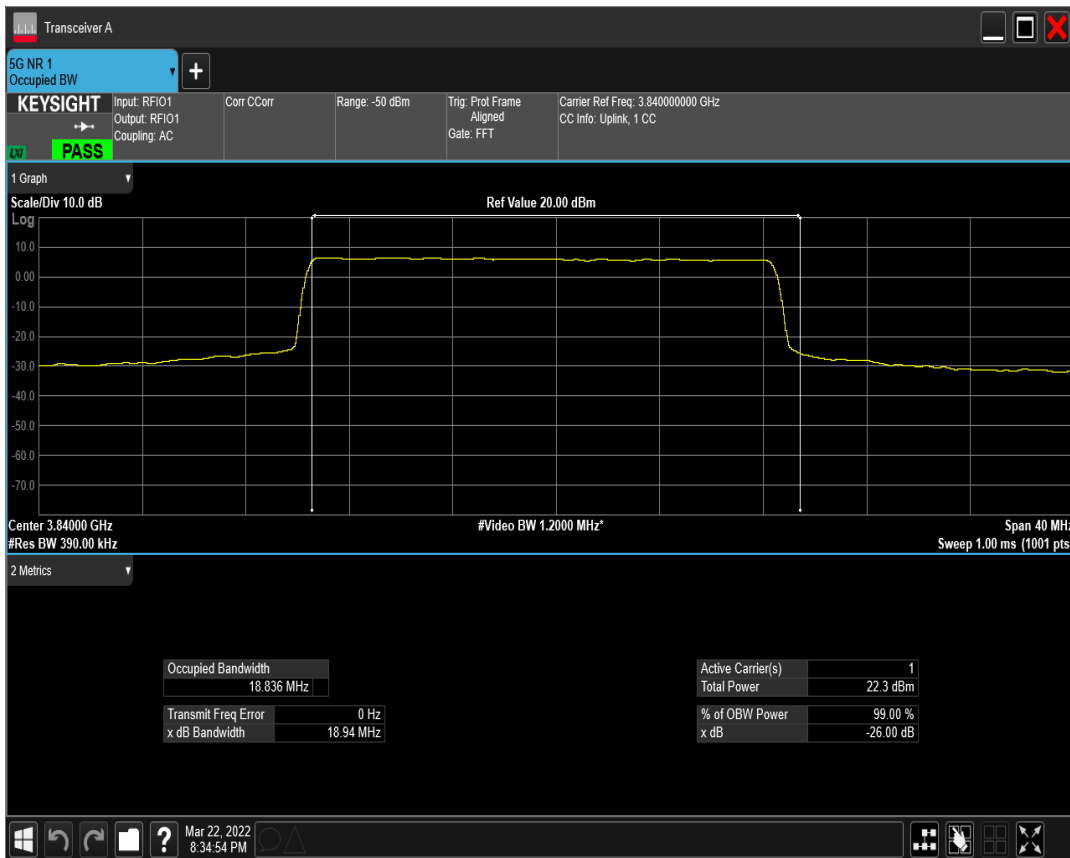 Transceiver A
5G NR 1
Occupied BW
+
KEYSIGHT
LXI
PASS
Input: RFIO1
Output: RFIO1
Coupling: AC
Corr CCorr
Range: -50 dBm
Trig: Prot Frame
Aligned
Gate: FFT
Carrier Ref Freq: 3.840000000 GHz
CC Info: Uplink, 1 CC
1 Graph
Scale/Div 10.0 dB
Ref Value 20.00 dBm
Log
10.0
0.00
-10.0
-20.0
-30.0
-40.0
-50.0
-60.0
-70.0
Center 3.84000 GHz
#Video BW 1.2000 MHz*
Span 40 MHz
#Res BW 390.00 kHz
Sweep 1.00 ms (1001 pts
2 Metrics
Occupied Bandwidth
18.836 MHz
Transmit Freq Error 0 Hz
x dB Bandwidth 18.94 MHz
Active Carrier(s) 1
Total Power 22.3 dBm
% of OBW Power 99.00 %
x dB -26.00 dB
?
Mar 22, 2022
8:34:54 PM